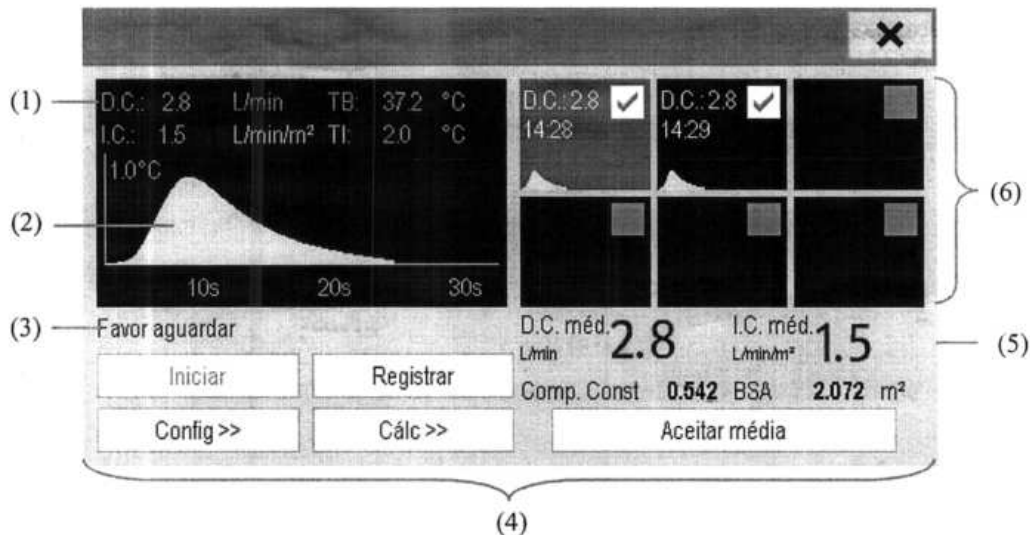 (1)
D.C.: 2.8 L/min TB: 37.2 °C
I.C.: 1.5 L/min/m² TI: 2.0 °C
1.0°C
(2)
10s 20s 30s
D.C.: 2.8
14:28
D.C.: 2.8
14:29
(6)
(3)
Favor aguardar
Iniciar
Registrar
Config >>
Cálc >>
D.C. méd.
L/min
2.8
I.C. méd.
L/min/m²
1.5
(5)
Comp. Const 0.542 BSA 2.072 m²
Aceitar média
(4)